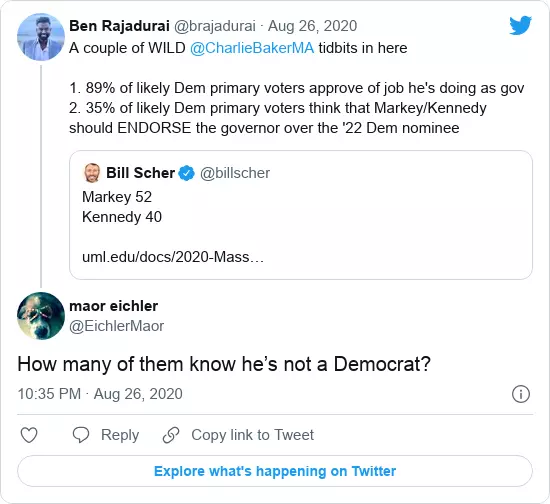 Ben Rajadurai @brajadurai · Aug 26, 2020
A couple of WILD @CharlieBakerMA tidbits in here
1. 89% of likely Dem primary voters approve of job he's doing as gov
2. 35% of likely Dem primary voters think that Markey/Kennedy
should ENDORSE the governor over the '22 Dem nominee
Bill Scher @billscher
Markey 52
Kennedy 40
uml.edu/docs/2020-Mass…
maor eichler
@EichlerMaor
How many of them know he’s not a Democrat?
10:35 PM · Aug 26, 2020
Reply
Copy link to Tweet
Explore what's happening on Twitter